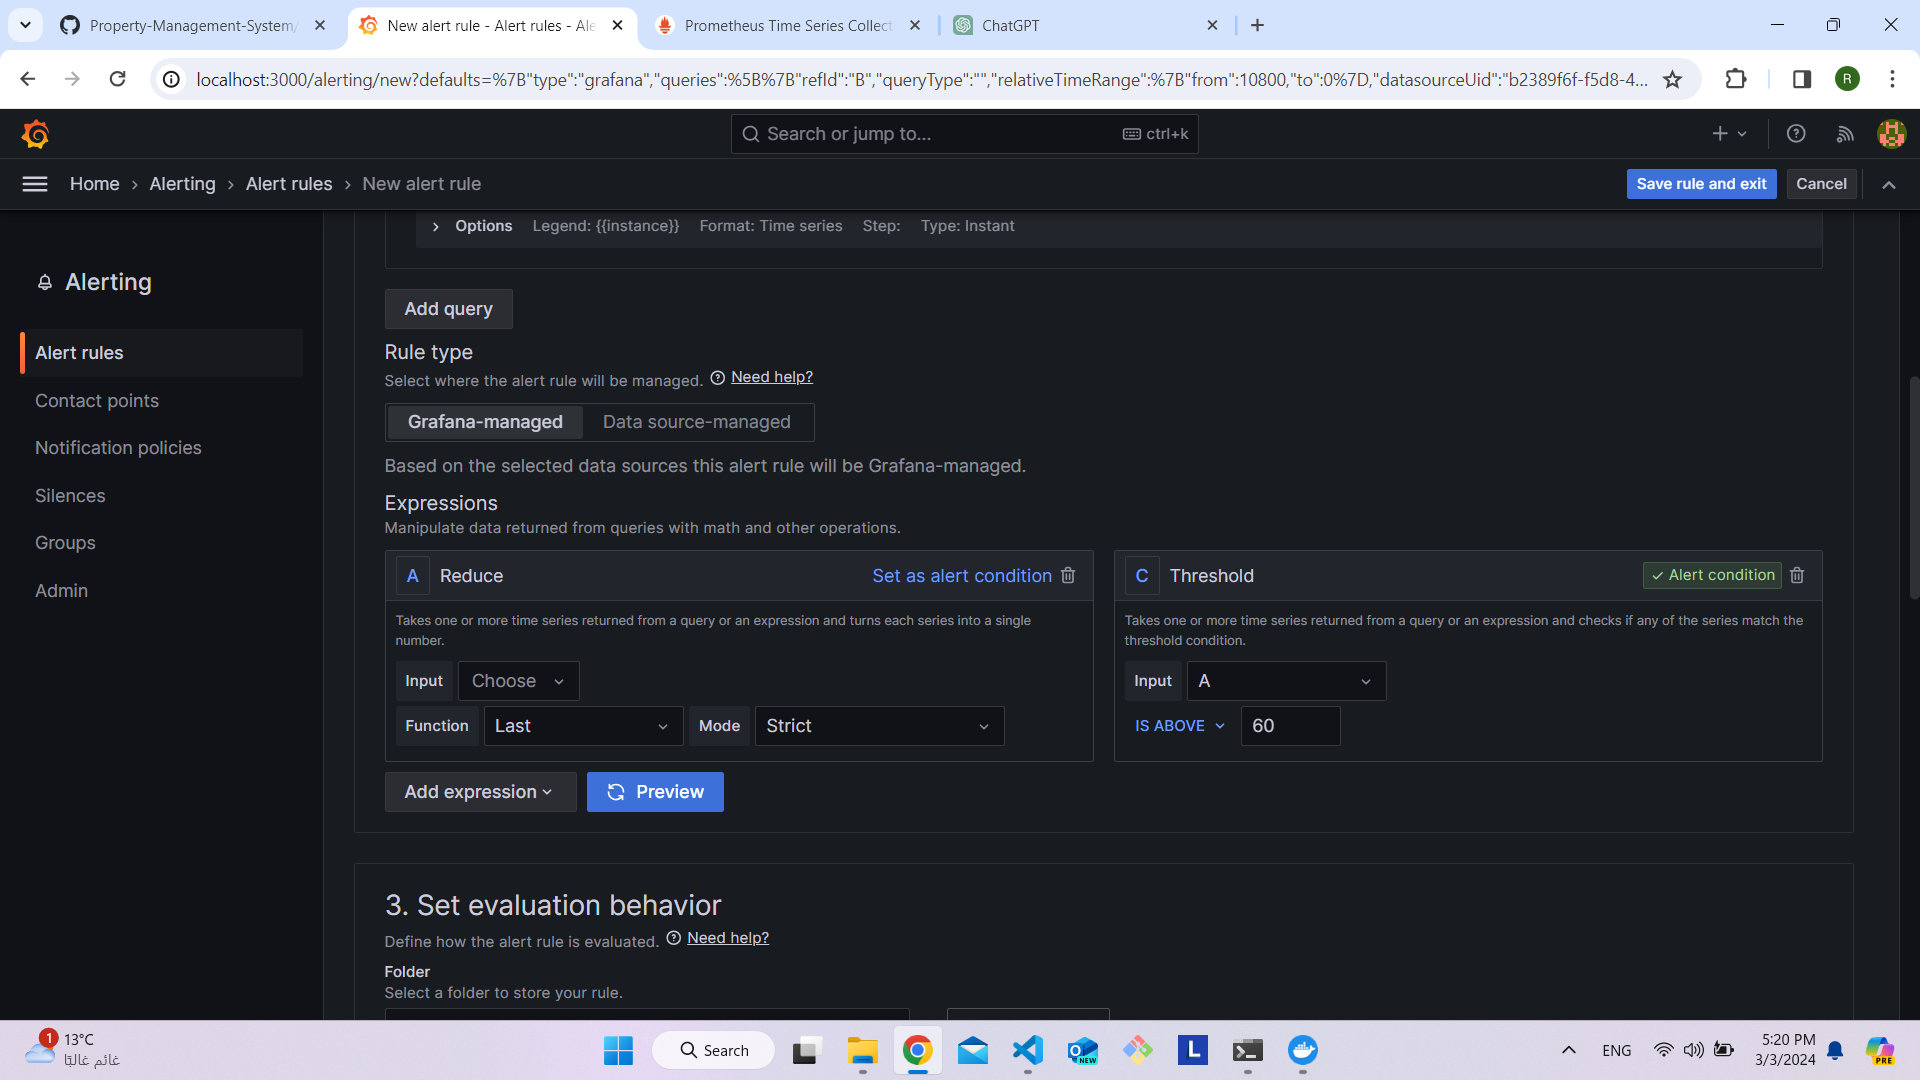 Property-Management-System/
New alert rule - Alert rules - Ale
Prometheus Time Series Collect
ChatGPT
localhost:3000/alerting/new?defaults=%7B"type":"grafana","queries":%5B%7B"refId":"B","queryType":"","relativeTimeRange":%7B"from":10800,"to":0%7D,"datasourceUid":"b2389f6f-f5d8-4...
R
Search or jump to...
ctrl+k
Home > Alerting > Alert rules > New alert rule
Save rule and exit
Cancel
Options Legend: {{instance}} Format: Time series Step: Type: Instant
Alerting
Alert rules
Contact points
Notification policies
Silences
Groups
Admin
Add query
Rule type
Select where the alert rule will be managed. Need help?
Grafana-managed Data source-managed
Based on the selected data sources this alert rule will be Grafana-managed.
Expressions
Manipulate data returned from queries with math and other operations.
A Reduce Set as alert condition
Takes one or more time series returned from a query or an expression and turns each series into a single
number.
Input Choose
Function Last Mode Strict
C Threshold Alert condition
Takes one or more time series returned from a query or an expression and checks if any of the series match the
threshold condition.
Input A
IS ABOVE 60
Add expression
Preview
3. Set evaluation behavior
Define how the alert rule is evaluated. Need help?
Folder
Select a folder to store your rule.
1
13°C
غائم غالبًا
Search
NEW
L
ENG
5:20 PM
3/3/2024
PRE